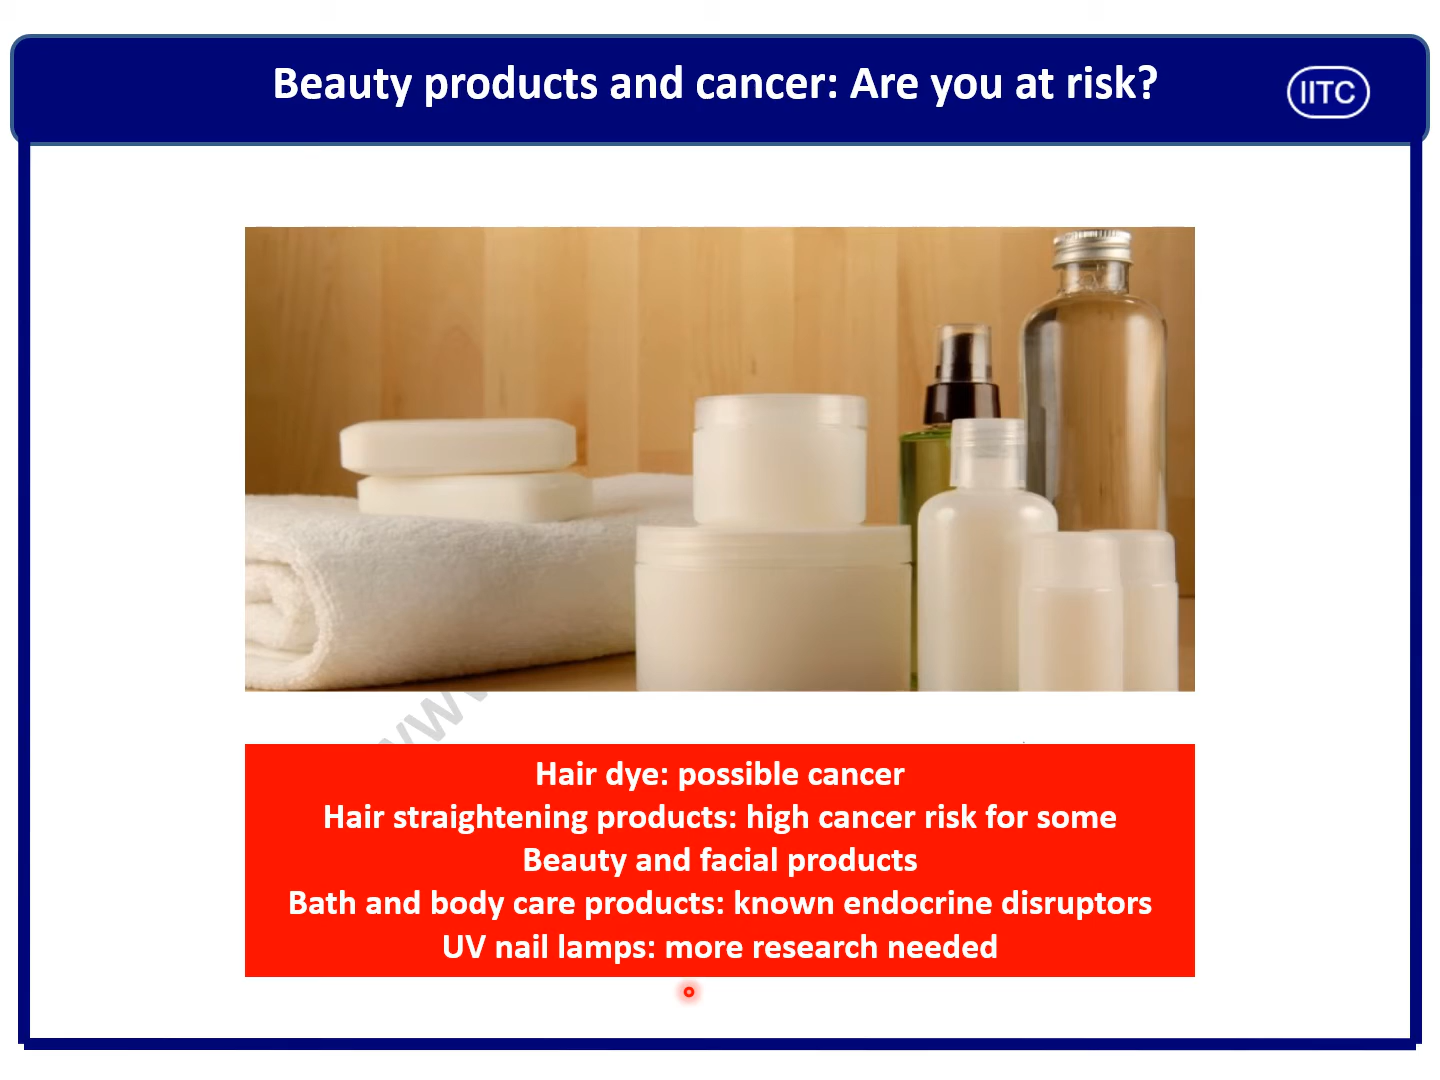 Beauty products and cancer: Are you at risk?
IITC
Hair dye: possible cancer
Hair straightening products: high cancer risk for some
Beauty and facial products
Bath and body care products: known endocrine disruptors
UV nail lamps: more research needed